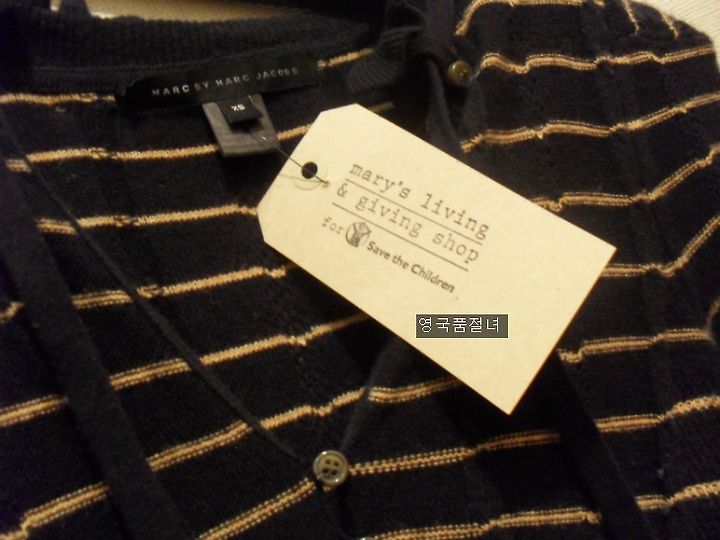 MARC BY MARC JACOBS
XS
mary's living
& giving shop
for Save the Children
영국품절녀